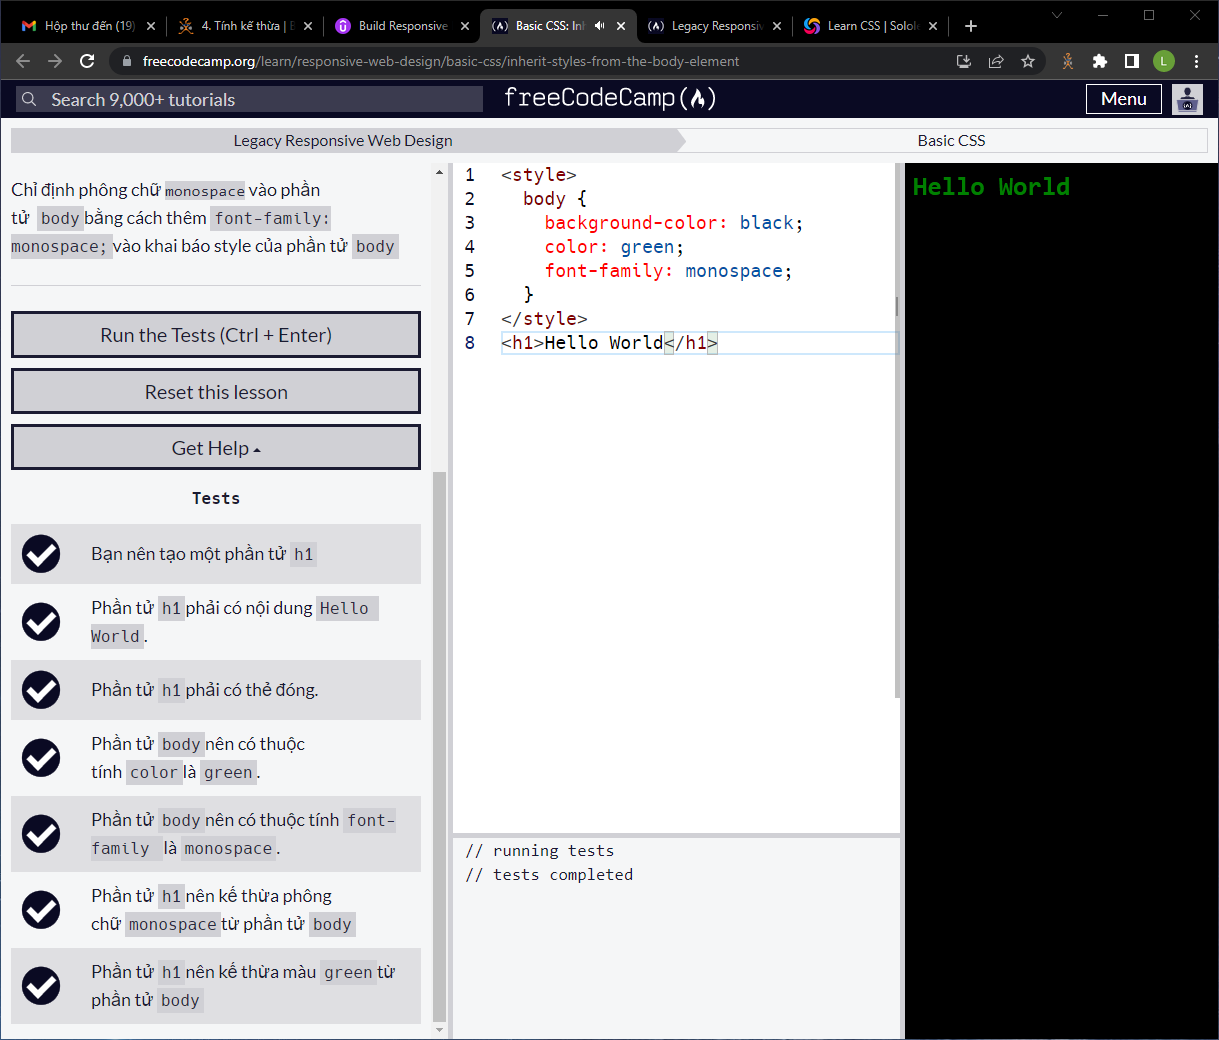 Hộp thư đến (19)
4. Tính kế thừa | B
Build Responsive
Basic CSS: Inh
Legacy Responsiv
Learn CSS | Solole
freecodecamp.org/learn/responsive-web-design/basic-css/inherit-styles-from-the-body-element
L
Search 9,000+ tutorials
freeCodeCamp
Menu
Legacy Responsive Web Design
Basic CSS
Chỉ định phông chữ monospace vào phần
tử body bằng cách thêm font-family:
monospace; vào khai báo style của phần tử body
Run the Tests (Ctrl + Enter)
Reset this lesson
Get Help
Tests
Bạn nên tạo một phần tử h1
Phần tử h1 phải có nội dung Hello
World.
Phần tử h1 phải có thẻ đóng.
Phần tử body nên có thuộc
tính color là green.
Phần tử body nên có thuộc tính font-
family là monospace.
Phần tử h1 nên kế thừa phông
chữ monospace từ phần tử body
Phần tử h1 nên kế thừa màu green từ
phần tử body
1 <style>
2 body {
3 background-color: black;
4 color: green;
5 font-family: monospace;
6 }
7 </style>
8 <h1>Hello World</h1>
// running tests
// tests completed
Hello World